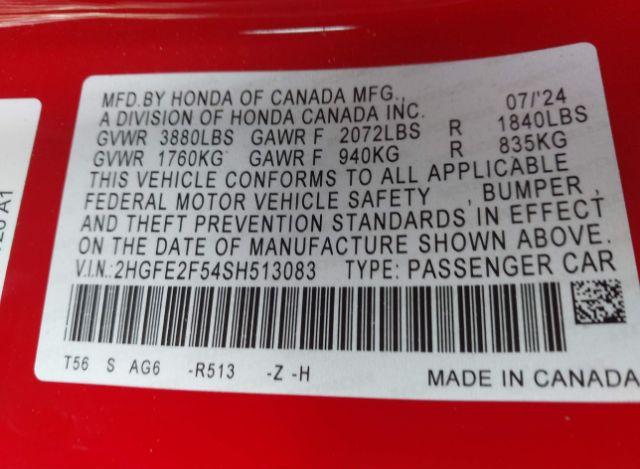 MFD.BY HONDA OF CANADA MFG., 07/'24
A DIVISION OF HONDA CANADA INC.
GVWR 3880LBS GAWR F 2072LBS R 1840LBS
GVWR 1760KG GAWR F 940KG R 835KG
THIS VEHICLE CONFORMS TO ALL APPLICABLE
FEDERAL MOTOR VEHICLE SAFETY , BUMPER ,
AND THEFT PREVENTION STANDARDS IN EFFECT
ON THE DATE OF MANUFACTURE SHOWN ABOVE.
V.I.N.:2HGFE2F54SH513083 TYPE: PASSENGER CAR
T56 S AG6 -R513 -Z -H
MADE IN CANADA